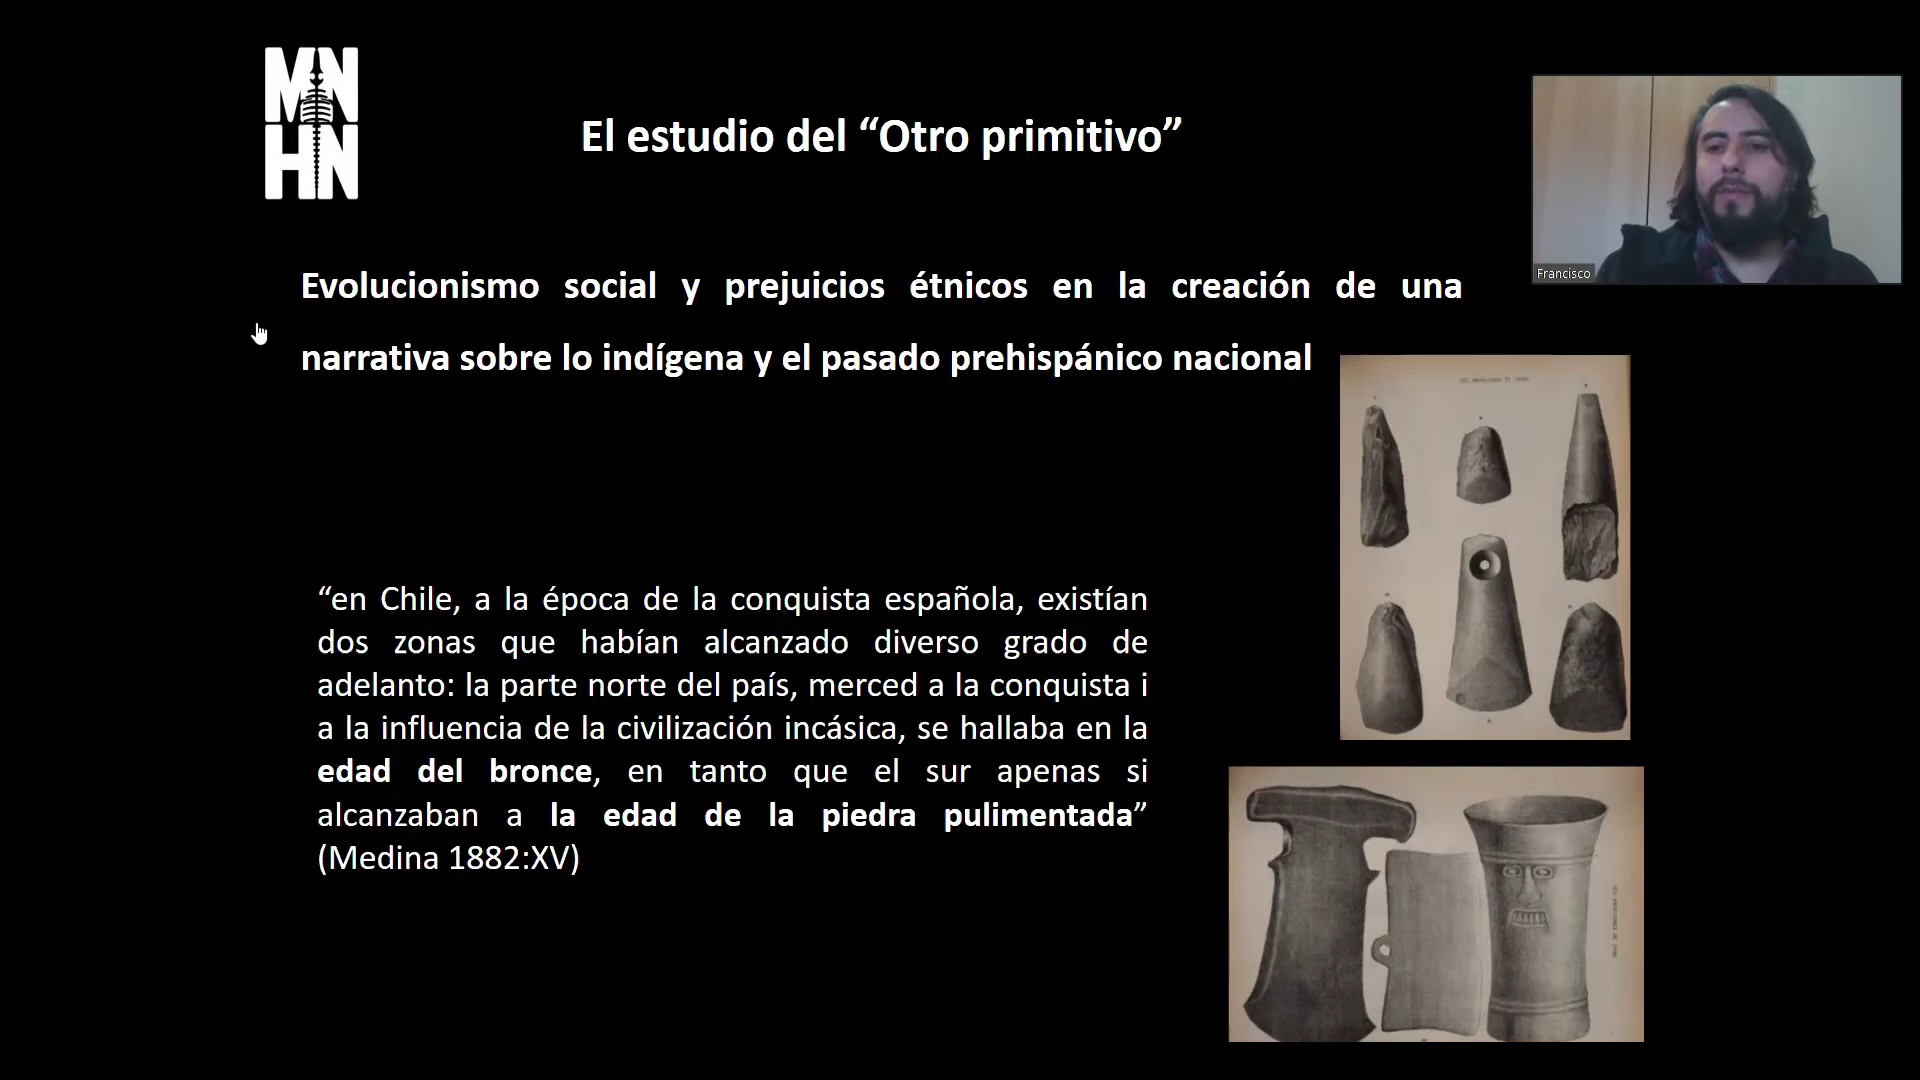 MN
HN
El estudio del “Otro primitivo”
Francisco
Evolucionismo social y prejuicios étnicos en la creación de una
narrativa sobre lo indígena y el pasado prehispánico nacional
“en Chile, a la época de la conquista española, existían
dos zonas que habían alcanzado diverso grado de
adelanto: la parte norte del país, merced a la conquista i
a la influencia de la civilización incásica, se hallaba en la
edad del bronce, en tanto que el sur apenas si
alcanzaban a la edad de la piedra pulimentada”
(Medina 1882:XV)